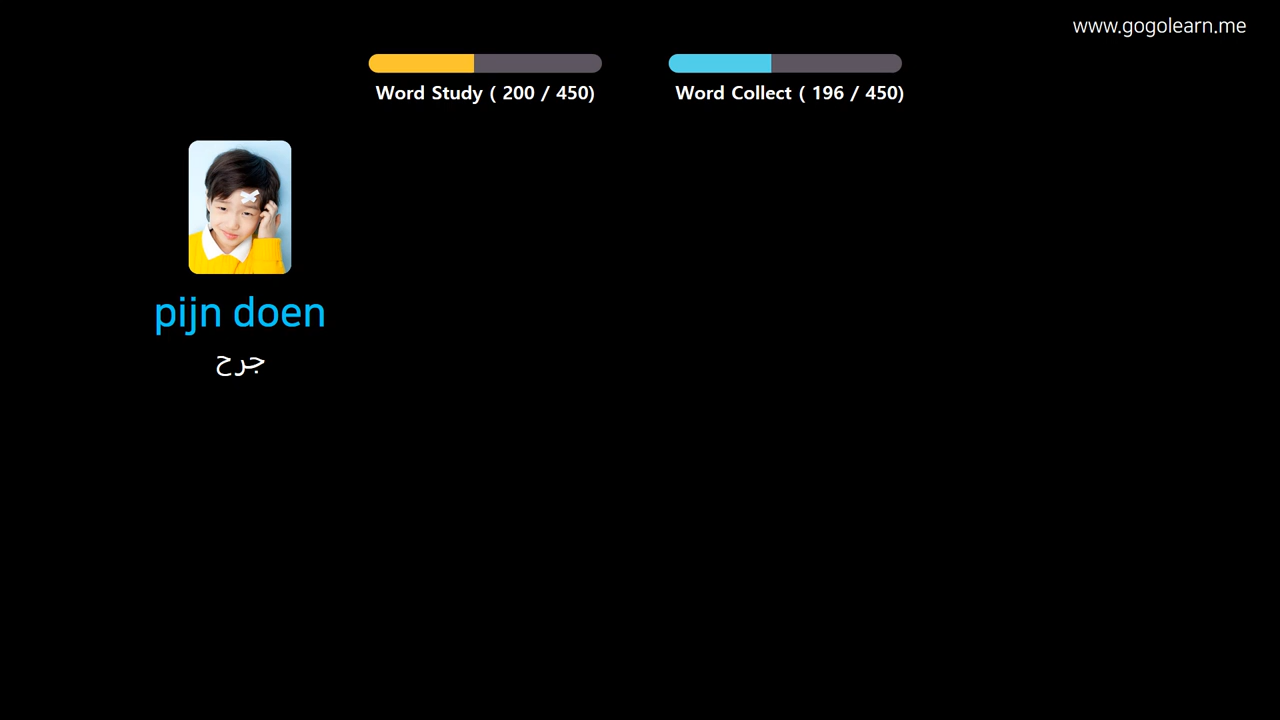 www.gogolearn.me
Word Study ( 200 / 450)
Word Collect ( 196 / 450)
pijn doen
جرح